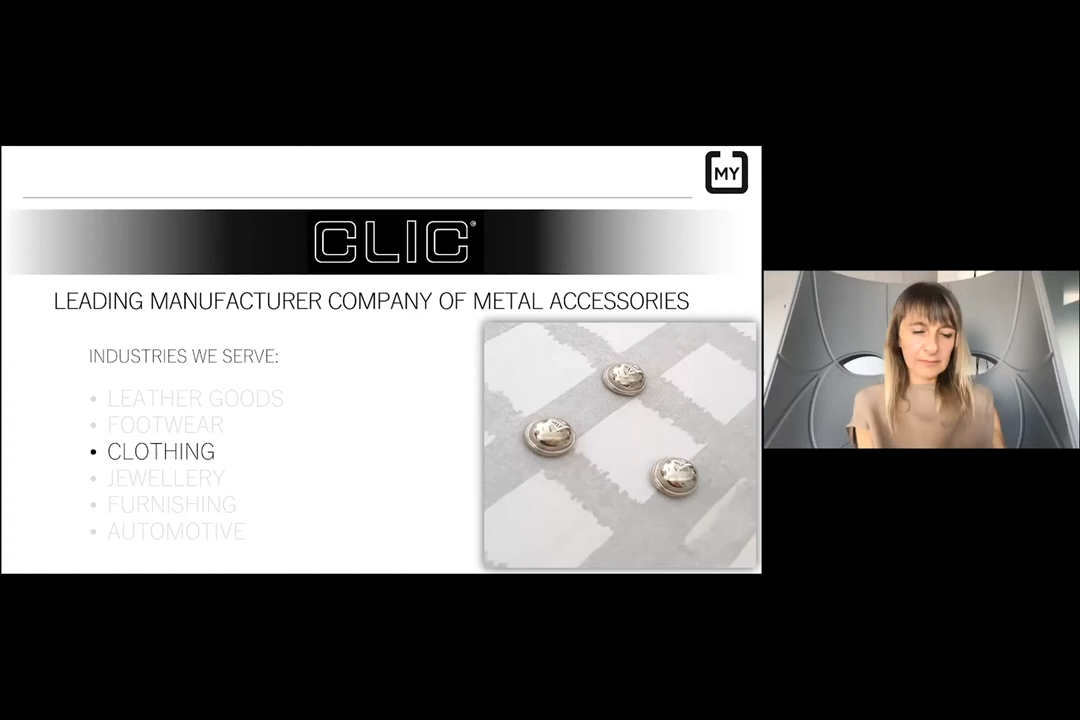 MY
CLIC®
LEADING MANUFACTURER COMPANY OF METAL ACCESSORIES
INDUSTRIES WE SERVE:
• LEATHER GOODS
• FOOTWEAR
• CLOTHING
• JEWELLERY
• FURNISHING
• AUTOMOTIVE